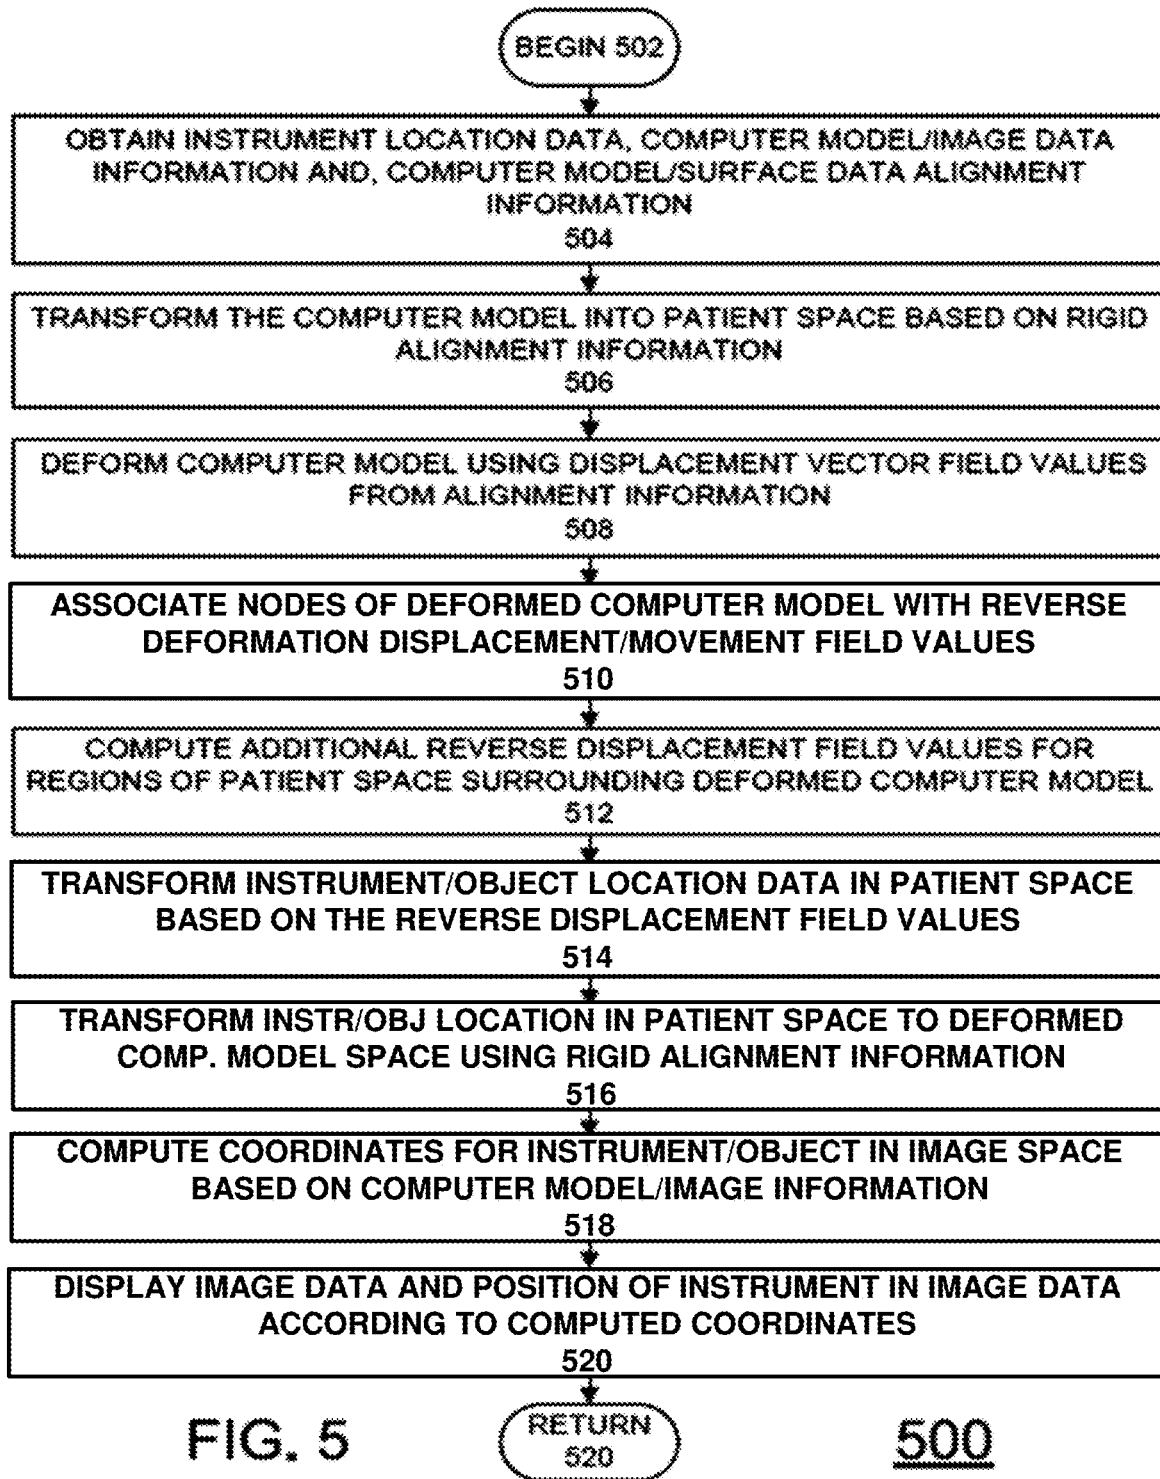 BEGIN 502
OBTAIN INSTRUMENT LOCATION DATA, COMPUTER MODEL/IMAGE DATA
INFORMATION AND, COMPUTER MODEL/SURFACE DATA ALIGNMENT
INFORMATION
504
TRANSFORM THE COMPUTER MODEL INTO PATIENT SPACE BASED ON RIGID
ALIGNMENT INFORMATION
506
DEFORM COMPUTER MODEL USING DISPLACEMENT VECTOR FIELD VALUES
FROM ALIGNMENT INFORMATION
508
ASSOCIATE NODES OF DEFORMED COMPUTER MODEL WITH REVERSE
DEFORMATION DISPLACEMENT/MOVEMENT FIELD VALUES
510
COMPUTE ADDITIONAL REVERSE DISPLACEMENT FIELD VALUES FOR
REGIONS OF PATIENT SPACE SURROUNDING DEFORMED COMPUTER MODEL
512
TRANSFORM INSTRUMENT/OBJECT LOCATION DATA IN PATIENT SPACE
BASED ON THE REVERSE DISPLACEMENT FIELD VALUES
514
TRANSFORM INSTR/OBJ LOCATION IN PATIENT SPACE TO DEFORMED
COMP. MODEL SPACE USING RIGID ALIGNMENT INFORMATION
516
COMPUTE COORDINATES FOR INSTRUMENT/OBJECT IN IMAGE SPACE
BASED ON COMPUTER MODEL/IMAGE INFORMATION
518
DISPLAY IMAGE DATA AND POSITION OF INSTRUMENT IN IMAGE DATA
ACCORDING TO COMPUTED COORDINATES
520
RETURN
520
FIG. 5
500